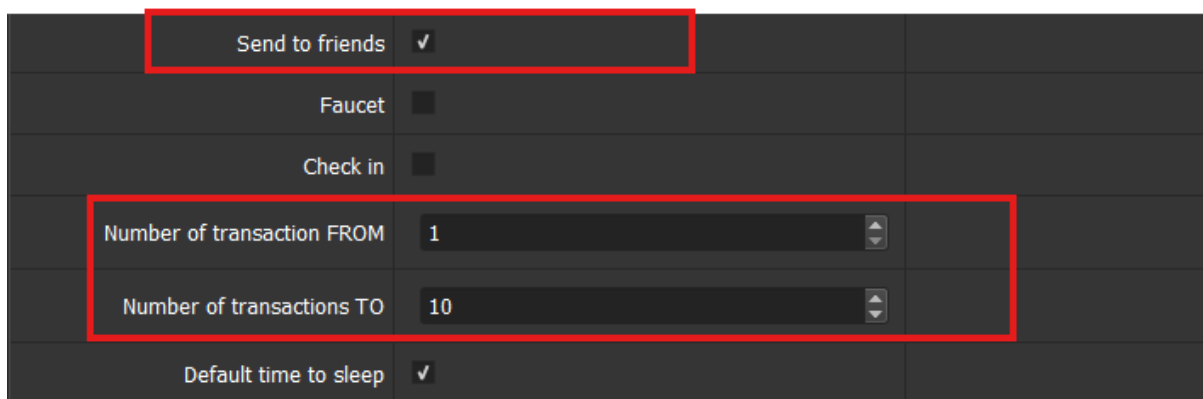 Send to friends
Faucet
Check in
Number of transaction FROM 1
Number of transactions TO 10
Default time to sleep